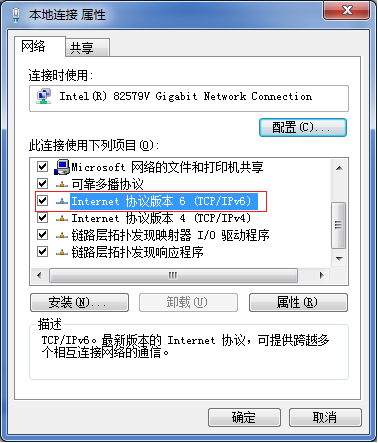 本地连接 属性
网络
共享
连接时使用:
Intel(R) 82579V Gigabit Network Connection
配置(C)...
此连接使用下列项目(O):
Microsoft 网络的文件和打印机共享
可靠多播协议
Internet 协议版本 6 (TCP/IPv6)
Internet 协议版本 4 (TCP/IPv4)
链路层拓扑发现映射器 I/O 驱动程序
链路层拓扑发现响应程序
安装(N)...
卸载(U)
属性(R)
描述
TCP/IPv6。最新版本的 Internet 协议，可提供跨越多
个相互连接网络的通信。
确定
取消